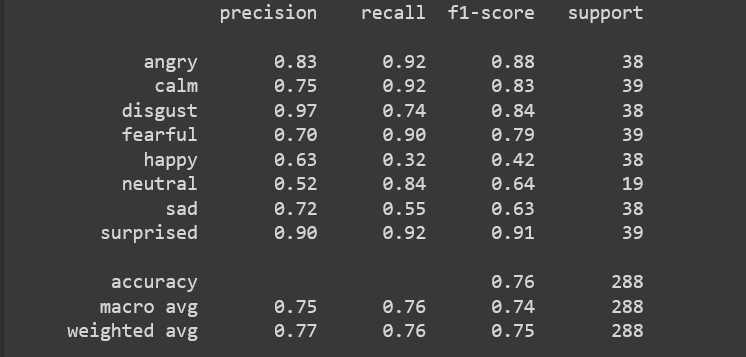 precision recall f1-score support
angry 0.83 0.92 0.88 38
calm 0.75 0.92 0.83 39
disgust 0.97 0.74 0.84 38
fearful 0.70 0.90 0.79 39
happy 0.63 0.32 0.42 38
neutral 0.52 0.84 0.64 19
sad 0.72 0.55 0.63 38
surprised 0.90 0.92 0.91 39
accuracy 0.76 288
macro avg 0.75 0.76 0.74 288
weighted avg 0.77 0.76 0.75 288